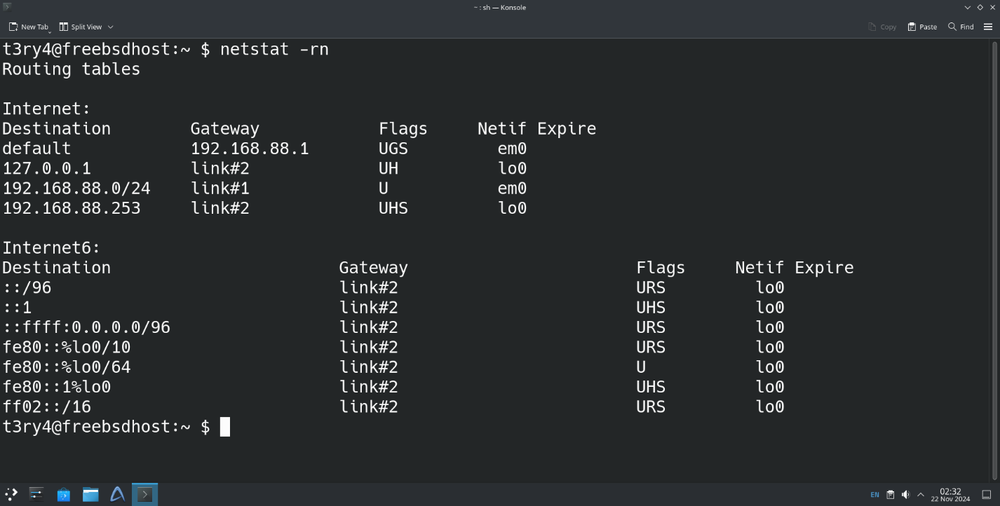 ~ : sh — Konsole
New Tab Split View Copy Paste Find
t3ry4@freebsdhost:~ $ netstat -rn
Routing tables
Internet:
Destination Gateway Flags Netif Expire
default 192.168.88.1 UGS em0
127.0.0.1 link#2 UH lo0
192.168.88.0/24 link#1 U em0
192.168.88.253 link#2 UHS lo0
Internet6:
Destination Gateway Flags Netif Expire
::/96 link#2 URS lo0
::1 link#2 UHS lo0
::ffff:0.0.0.0/96 link#2 URS lo0
fe80::%lo0/10 link#2 URS lo0
fe80::%lo0/64 link#2 U lo0
fe80::1%lo0 link#2 UHS lo0
ff02::/16 link#2 URS lo0
t3ry4@freebsdhost:~ $
EN 02:32
22 Nov 2024